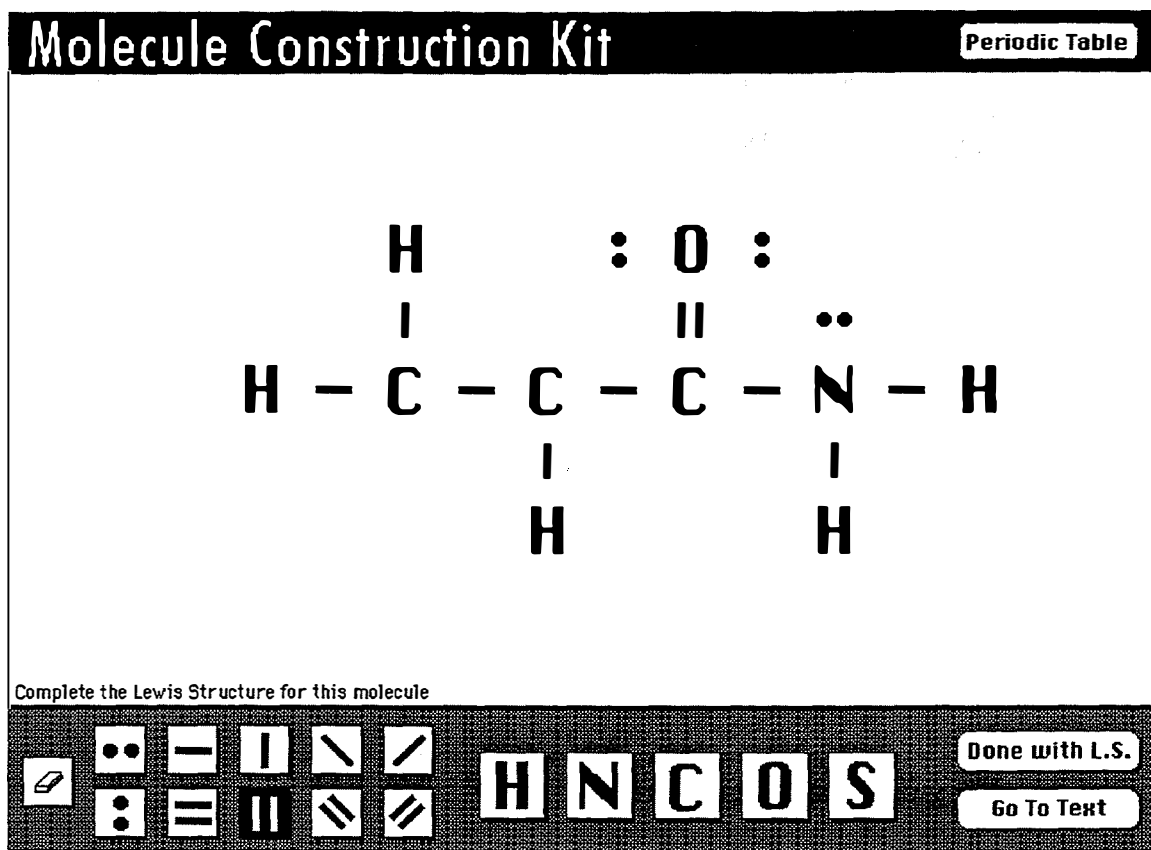 Molecule Construction Kit
Periodic Table
H : O :
| || ••
H – C – C – C – N – H
| |
H H
Complete the Lewis Structure for this molecule
H N C O S
Done with L.S.
Go To Text